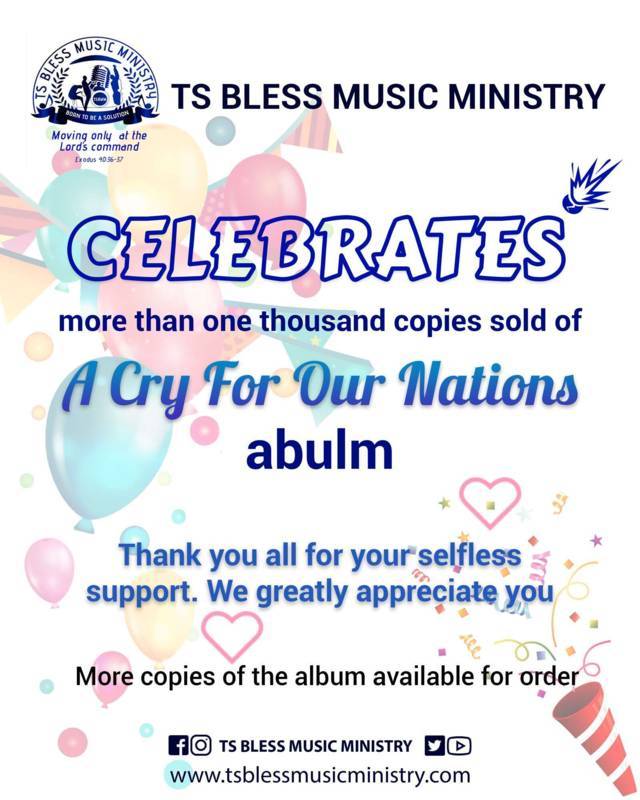 TS BLESS MUSIC MINISTRY
BORN TO BE A SOLUTION
Moving only at the
Lord's command
Exodus 40:36-37
TS BLESS MUSIC MINISTRY
CELEBRATES
more than one thousand copies sold of
A Cry For Our Nations
abulm
Thank you all for your selfless
support. We greatly appreciate you
More copies of the album available for order
TS BLESS MUSIC MINISTRY
www.tsblessmusicministry.com